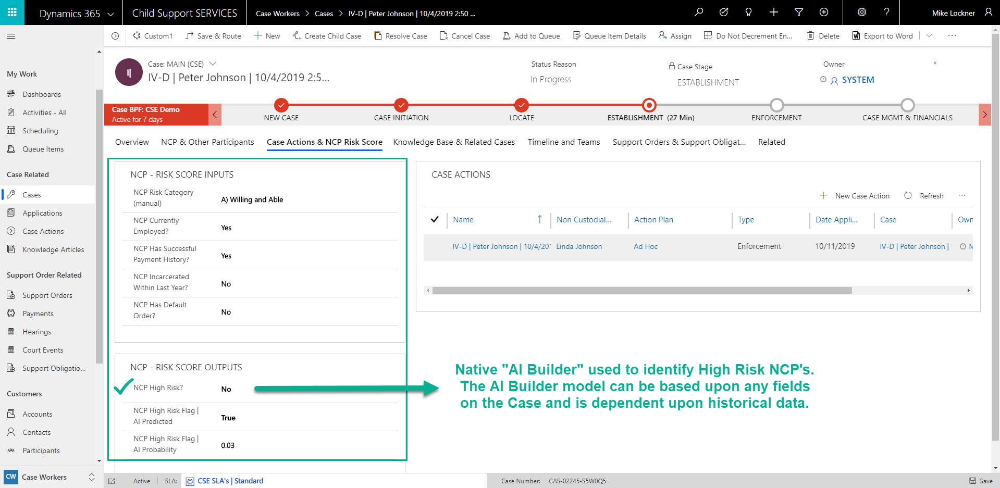 Dynamics 365
Child Support SERVICES
Case Workers > Cases > IV-D | Peter Johnson | 10/4/2019 2:50 ...
Mike Lockner
Custom1
Save & Route
New
Create Child Case
Resolve Case
Cancel Case
Add to Queue
Queue Item Details
Assign
Do Not Decrement En...
Delete
Export to Word
My Work
Dashboards
Activities - All
Scheduling
Queue Items
Case Related
Cases
Applications
Case Actions
Knowledge Articles
Support Order Related
Support Orders
Payments
Hearings
Court Events
Support Obligatio...
Customers
Accounts
Contacts
Participants
CW Case Workers
Case: MAIN (CSE)
IV-D | Peter Johnson | 10/4/2019 2:5...
Status Reason
In Progress
Case Stage
ESTABLISHMENT
Owner *
SYSTEM
Case BPF: CSE Demo
Active for 7 days
NEW CASE
CASE INITIATION
LOCATE
ESTABLISHMENT (27 Min)
ENFORCEMENT
CASE MGMT & FINANCIALS
Overview
NCP & Other Participants
Case Actions & NCP Risk Score
Knowledge Base & Related Cases
Timeline and Teams
Support Orders & Support Obligat...
Related
NCP - RISK SCORE INPUTS
NCP Risk Category
(manual)
A) Willing and Able
NCP Currently
Employed?
Yes
NCP Has Successful
Payment History?
Yes
NCP Incarcerated
Within Last Year?
No
NCP Has Default
Order?
No
NCP - RISK SCORE OUTPUTS
NCP High Risk?
No
NCP High Risk Flag |
AI Predicted
True
NCP High Risk Flag |
AI Probability
0.03
CASE ACTIONS
New Case Action
Refresh
Name
Non Custodial...
Action Plan
Type
Date Appli...
Case
Own
IV-D | Peter Johnson | 10/4/20
Linda Johnson
Ad Hoc
Enforcement
10/11/2019
IV-D | Peter Johnson |
M
Native "AI Builder" used to identify High Risk NCP's.
The AI Builder model can be based upon any fields
on the Case and is dependent upon historical data.
Active
SLA:
CSE SLA's | Standard
Case Number:
CAS-02245-S5W0Q5
Save